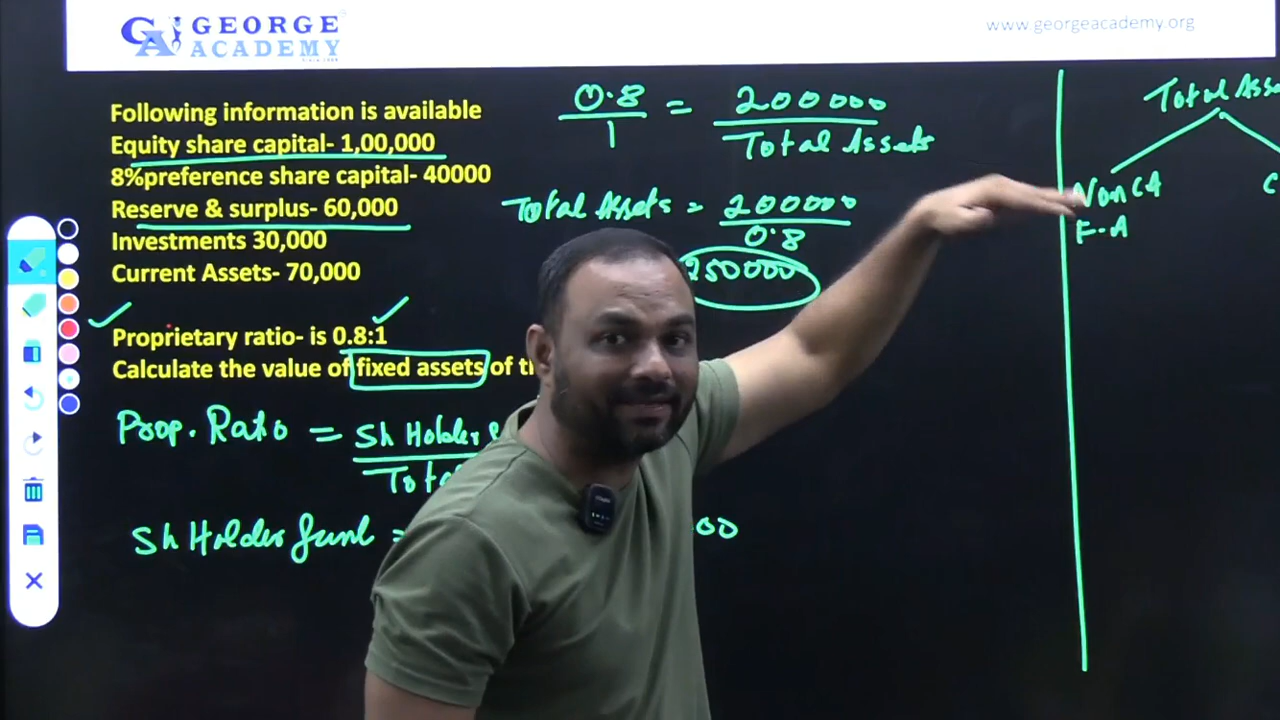 GEORGE
ACADEMY
www.georgeacademy.org
Following information is available
Equity share capital- 1,00,000
8%preference share capital- 40000
Reserve & surplus- 60,000
Investments 30,000
Current Assets- 70,000
Proprietary ratio- is 0.8:1
Calculate the value of fixed assets of
Prop. Ratio = Sh Holder
Sh Holder fund =
0.8 = 200000
1 Total Assets
Total Assets = 200000
0.8
250000
Total Asse
Non CA
F.A
C